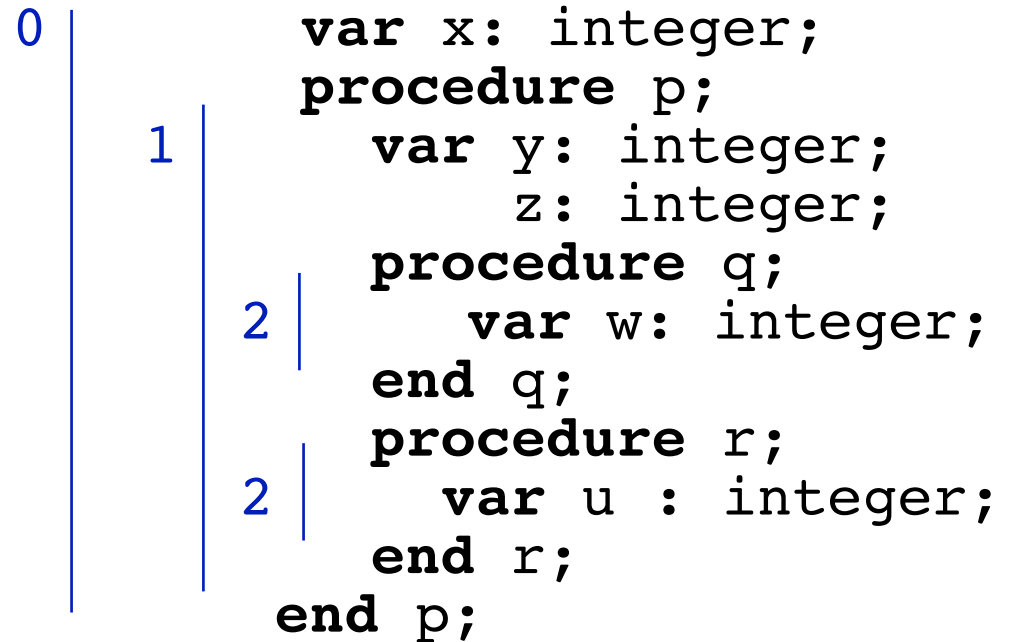 0 var x: integer;
procedure p;
1 var y: integer;
z: integer;
procedure q;
2 var w: integer;
end q;
procedure r;
2 var u : integer;
end r;
end p;